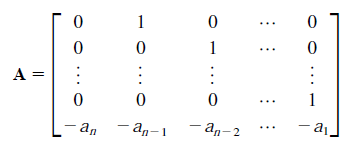 0 1 0 ⋯ 0
0 0 1 ⋯ 0
A = ⋮ ⋮ ⋮ ⋮
0 0 0 ⋯ 1
−aₙ −aₙ₋₁ −aₙ₋₂ ⋯ −a₁